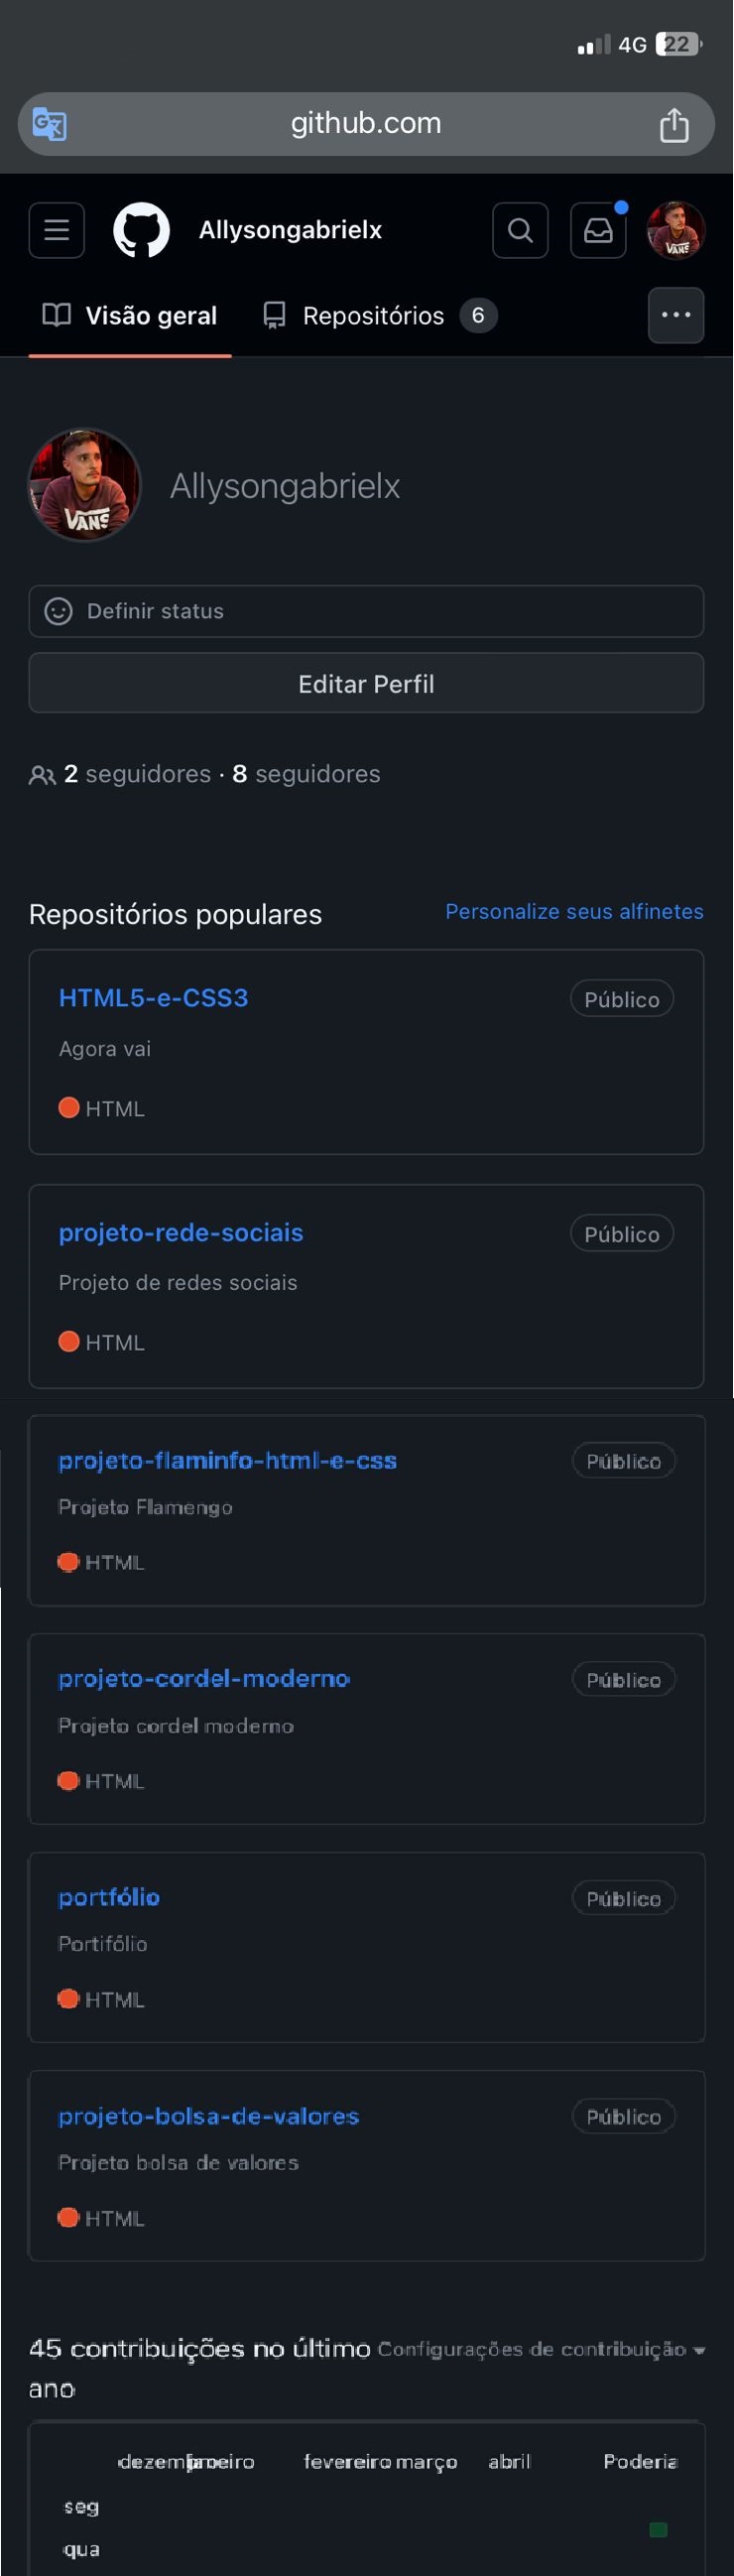 4G 22
github.com
Allysongabrielx
Visão geral Repositórios 6
VANS
Allysongabrielx
Definir status
Editar Perfil
2 seguidores · 8 seguidores
Repositórios populares Personalize seus alfinetes
HTML5-e-CSS3 Público
Agora vai
HTML
projeto-rede-sociais Público
Projeto de redes sociais
HTML
projeto-flaminfo-html-e-css Público
Projeto Flamengo
HTML
projeto-cordel-moderno Público
Projeto cordel moderno
HTML
portfólio Público
Portifólio
HTML
projeto-bolsa-de-valores Público
Projeto bolsa de valores
HTML
45 contribuições no último Configurações de contribuição
ano
dezembro janeiro fevereiro março abril Poderia
seg
qua